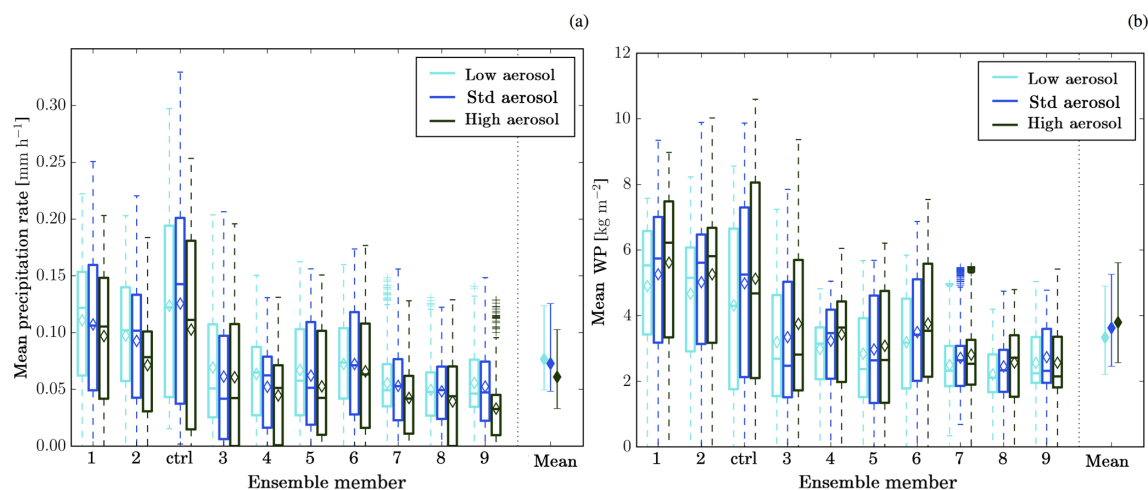 (a)
Mean precipitation rate [mm h⁻¹]
0.30
0.25
0.20
0.15
0.10
0.05
0.00
Low aerosol
Std aerosol
High aerosol
1 2 ctrl 3 4 5 6 7 8 9 Mean
Ensemble member
(b)
Mean WP [kg m⁻²]
12
10
8
6
4
2
0
Low aerosol
Std aerosol
High aerosol
1 2 ctrl 3 4 5 6 7 8 9 Mean
Ensemble member